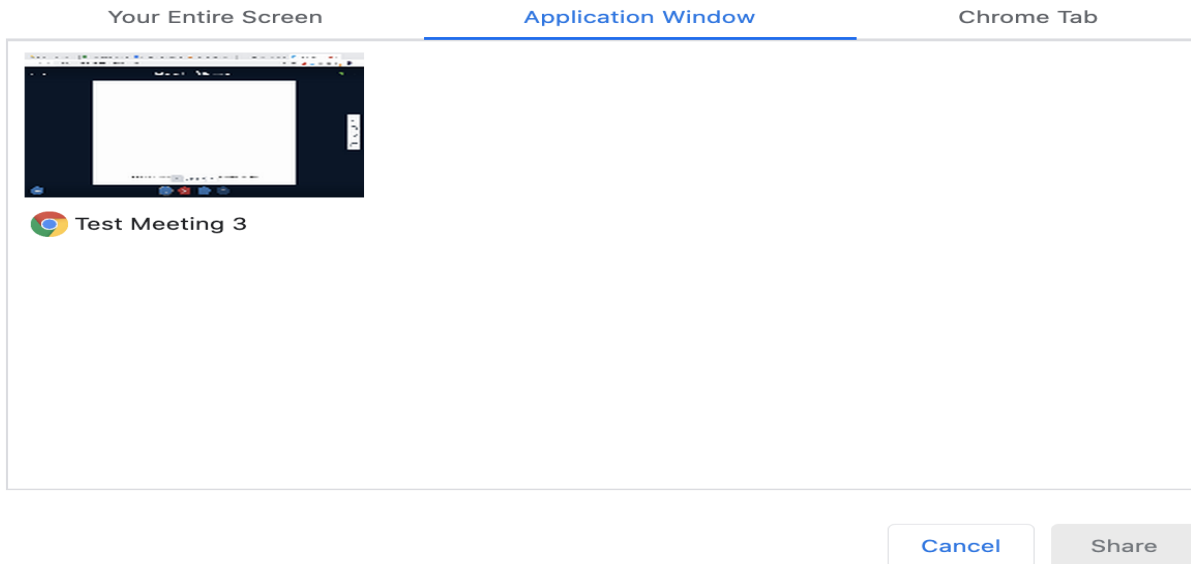 Your Entire Screen
Application Window
Chrome Tab
Test Meeting 3
Cancel
Share